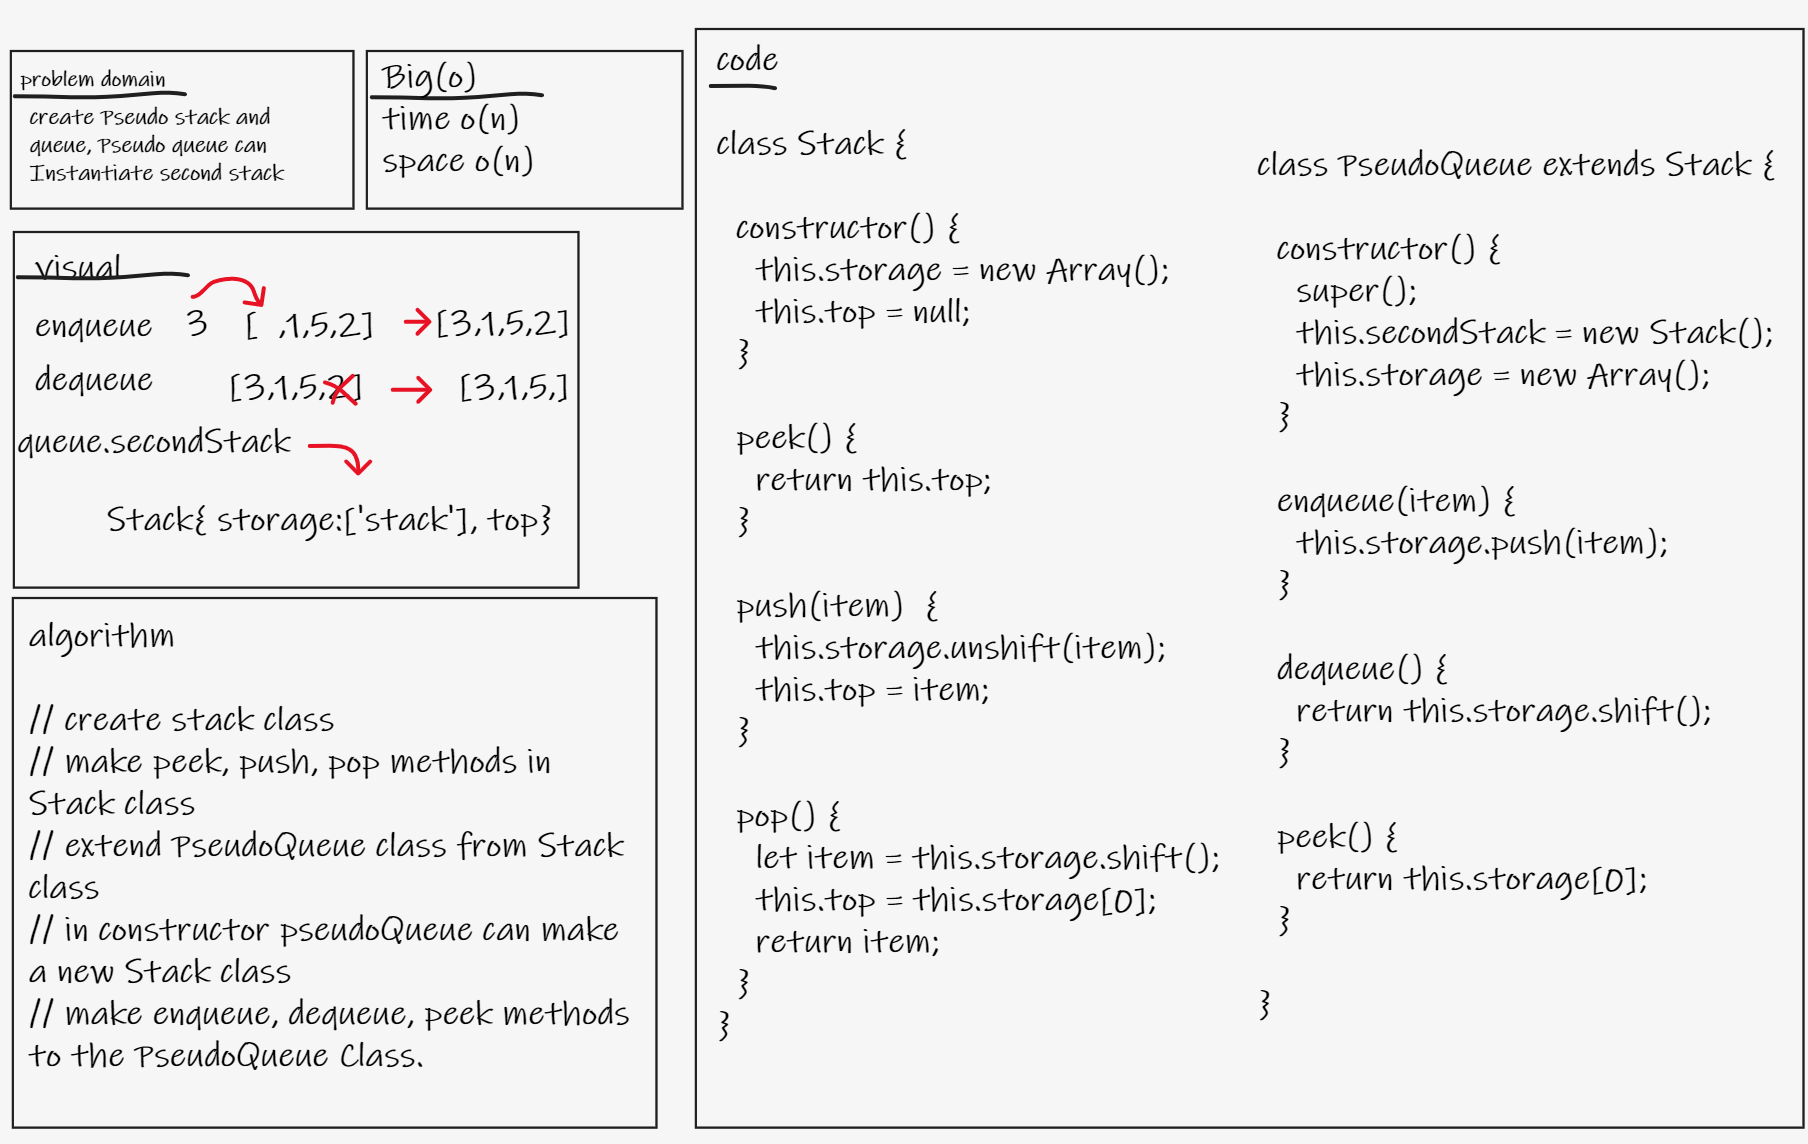 problem domain
create Pseudo stack and
queue, Pseudo queue can
Instantiate second stack
Big(o)
time o(n)
space o(n)
visual
enqueue 3 [ ,1,5,2] [3,1,5,2]
dequeue [3,1,5,2] [3,1,5,]
queue.secondStack
Stack{ storage:['stack'], top}
algorithm
// create stack class
// make peek, push, pop methods in
Stack class
// extend PseudoQueue class from Stack
class
// in constructor pseudoQueue can make
a new Stack class
// make enqueue, dequeue, peek methods
to the PseudoQueue Class.
code
class Stack {
constructor() {
this.storage = new Array();
this.top = null;
}
peek() {
return this.top;
}
push(item) {
this.storage.unshift(item);
this.top = item;
}
pop() {
let item = this.storage.shift();
this.top = this.storage[0];
return item;
}
}
class PseudoQueue extends Stack {
constructor() {
super();
this.secondStack = new Stack();
this.storage = new Array();
}
enqueue(item) {
this.storage.push(item);
}
dequeue() {
return this.storage.shift();
}
peek() {
return this.storage[0];
}
}